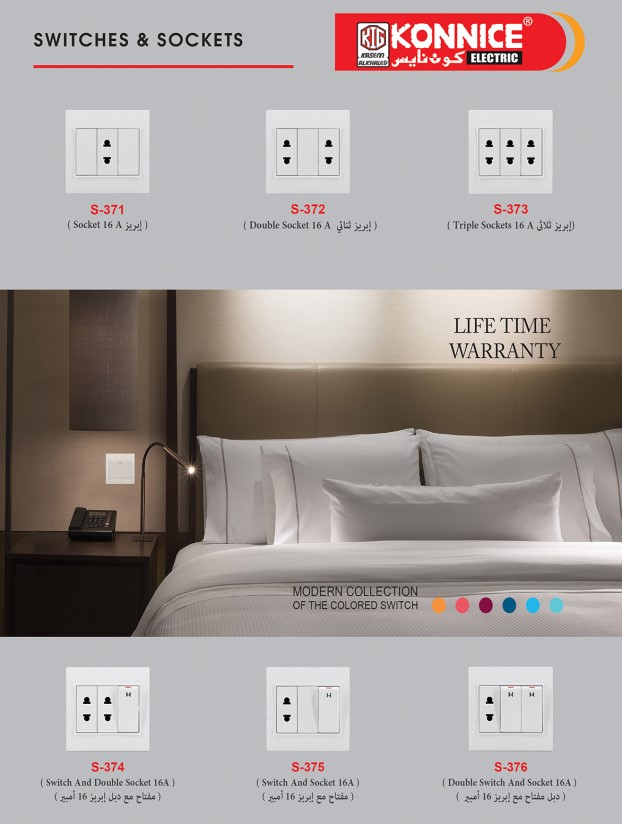 SWITCHES & SOCKETS
KTG
KASEM
ALKHALED
KONNICE®
كونايس ELECTRIC
S-371
( Socket 16 A إبريز )
S-372
( Double Socket 16 A إبريز ثنائي )
S-373
( Triple Sockets 16 A إبريز ثلاثى)
LIFE TIME
WARRANTY
MODERN COLLECTION
OF THE COLORED SWITCH
S-374
( Switch And Double Socket 16A )
( مفتاح مع دبل إبريز 16 أمبير )
S-375
( Switch And Socket 16A )
( مفتاح مع إبريز 16 أمبير )
S-376
( Double Switch And Socket 16A )
( دبل مفتاح مع إبريز 16 أمبير )